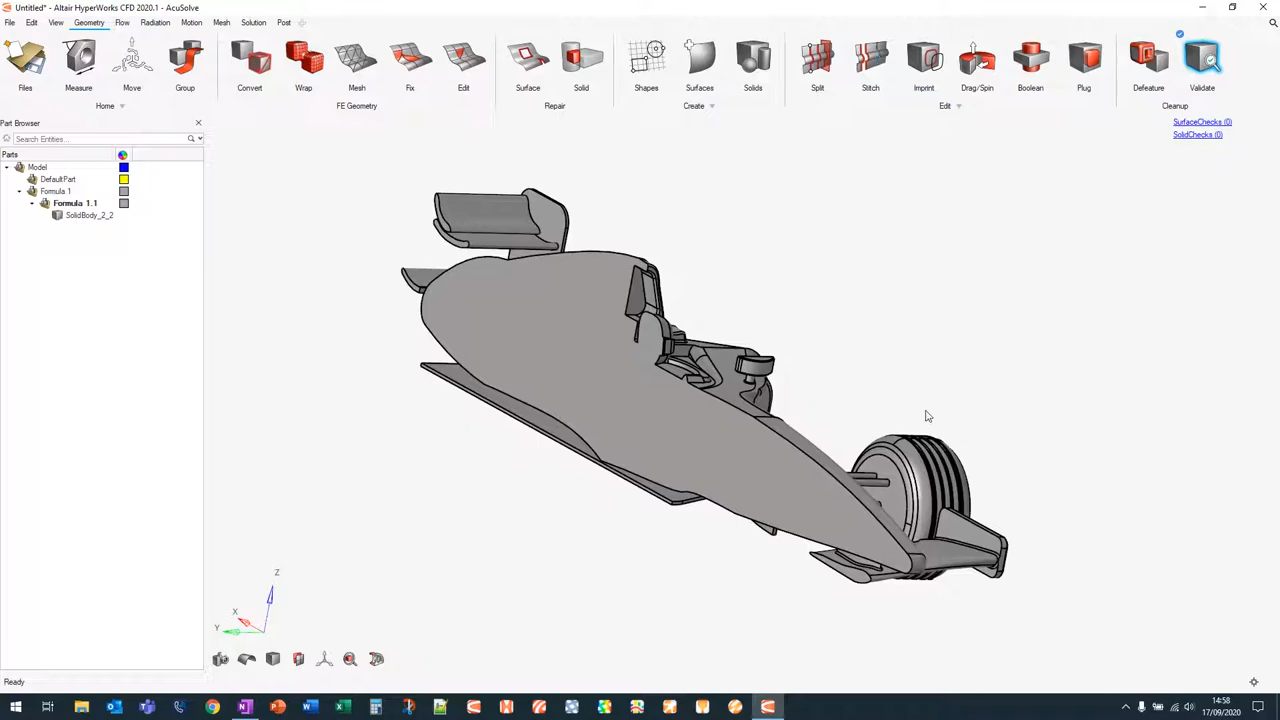 Untitled* - Altair HyperWorks CFD 2020.1 - AcuSolve
File Edit View Geometry Flow Radiation Motion Mesh Solution Post
Files Measure Move Group Convert Wrap Mesh Fix Edit Surface Solid Shapes Surfaces Solids Split Stitch Imprint Drag/Spin Boolean Plug Defeature Validate
Home FE Geometry Repair Create Edit Cleanup
Part Browser
SurfaceChecks (0)
Search Entities...
SolidChecks (0)
Parts
Model
DefaultPart
Formula 1
Formula 1.1
SolidBody_2_2
Z
X
Y
Ready
14:58
17/09/2020